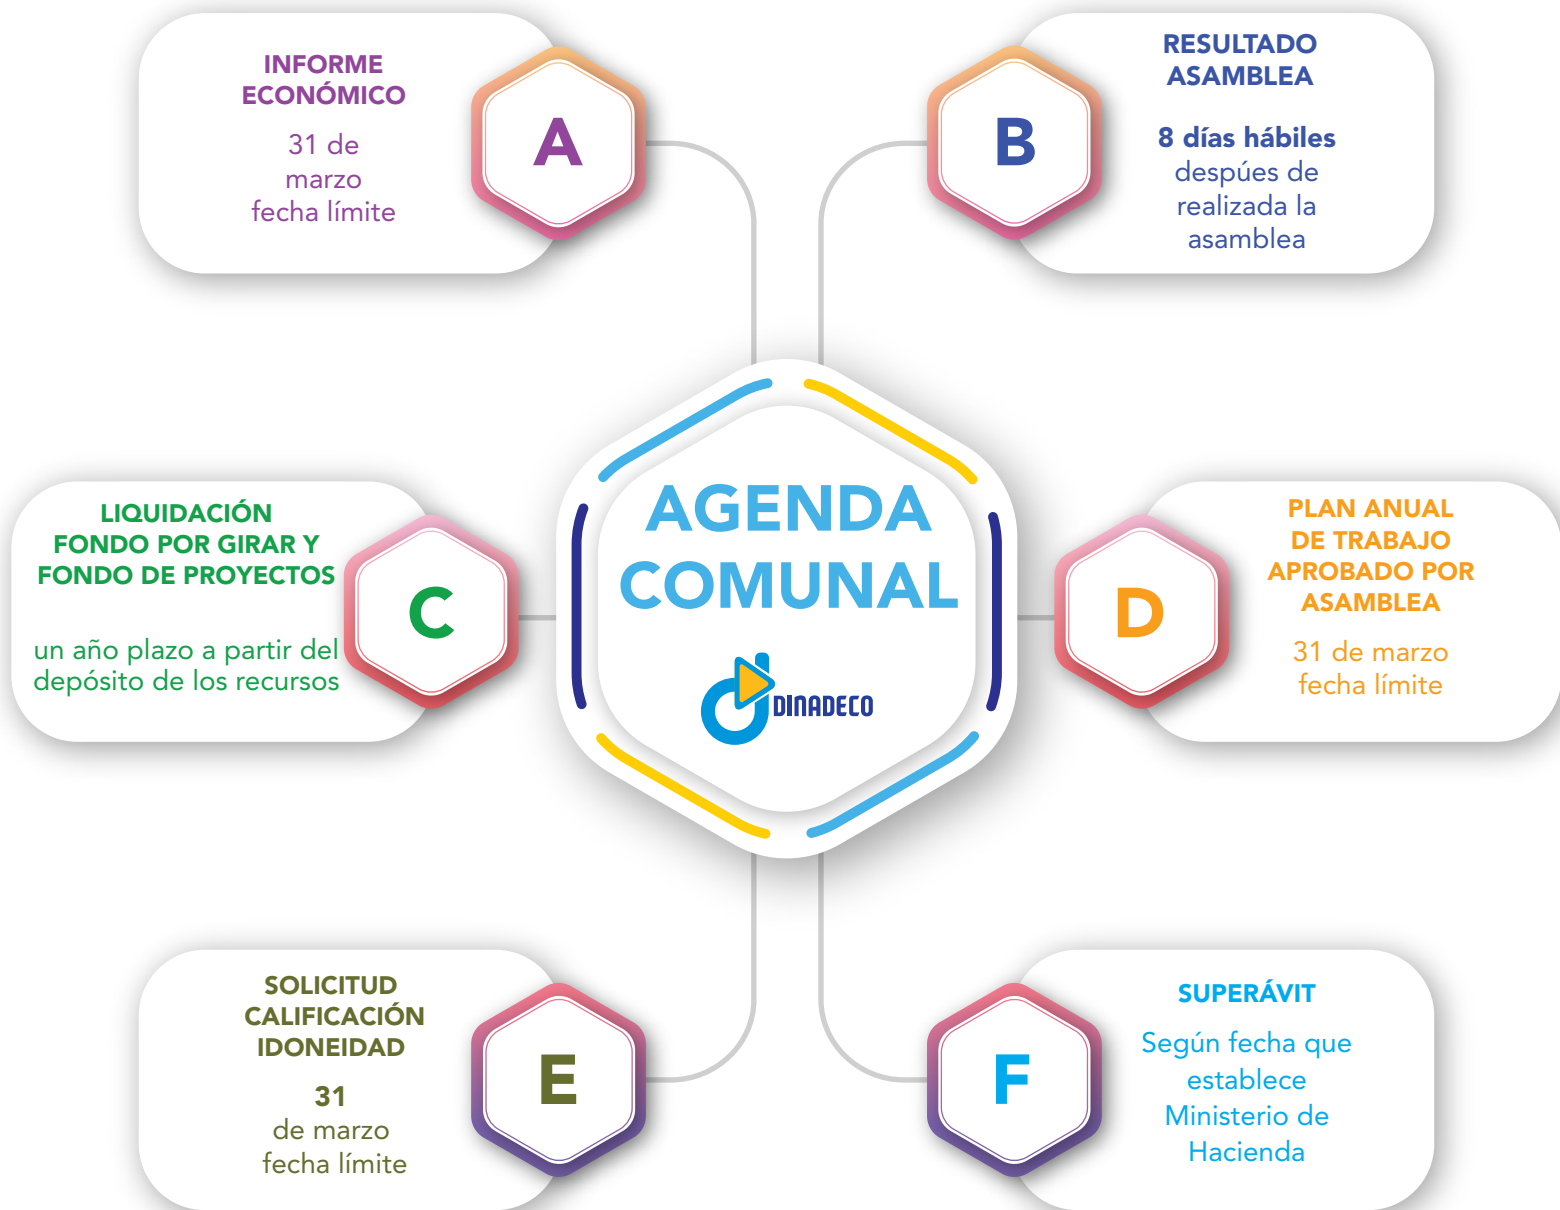 INFORME
ECONÓMICO
31 de
marzo
fecha límite
A
RESULTADO
ASAMBLEA
8 días hábiles
despúes de
realizada la
asamblea
B
LIQUIDACIÓN
FONDO POR GIRAR Y
FONDO DE PROYECTOS
un año plazo a partir del
depósito de los recursos
C
AGENDA
COMUNAL
DINADECO
D
PLAN ANUAL
DE TRABAJO
APROBADO POR
ASAMBLEA
31 de marzo
fecha límite
SOLICITUD
CALIFICACIÓN
IDONEIDAD
31
de marzo
fecha límite
E
F
SUPERÁVIT
Según fecha que
establece
Ministerio de
Hacienda